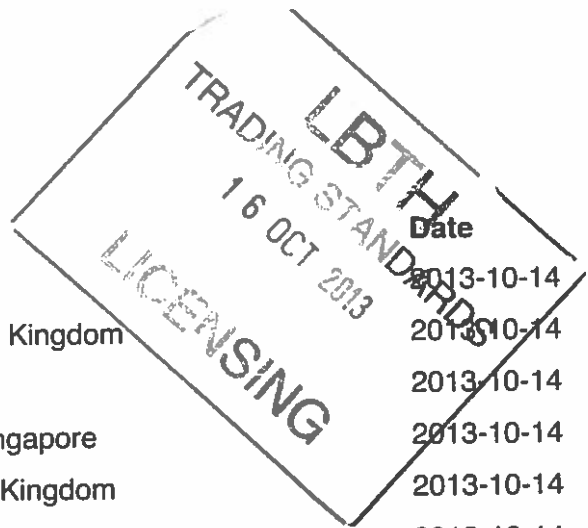 LBTH
TRADING STANDARDS
16 OCT 2013
LICENSING
Date
2013-10-14
Kingdom 2013-10-14
2013-10-14
ngapore 2013-10-14
Kingdom 2013-10-14